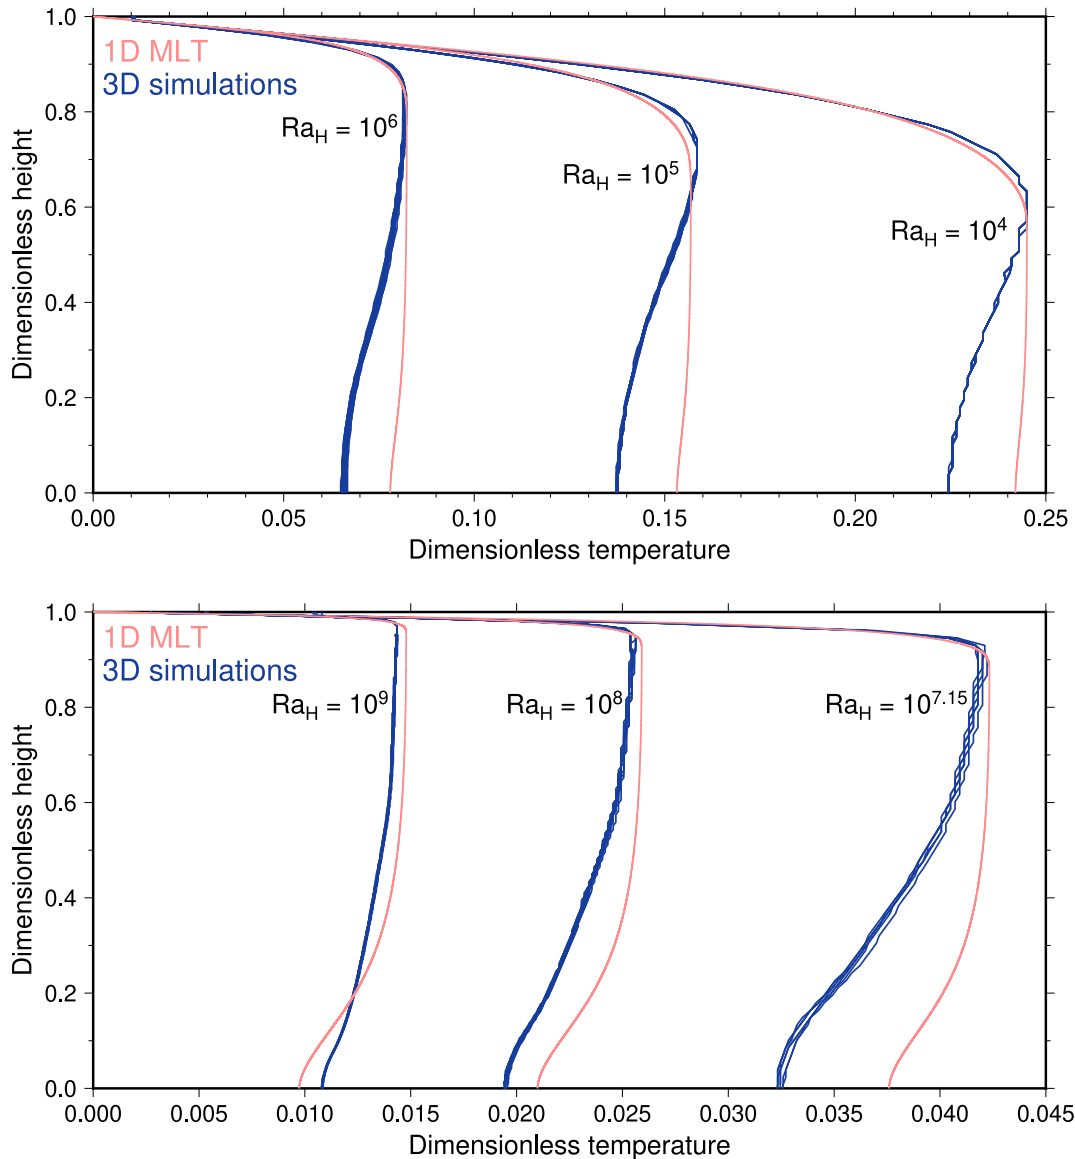 1.0
1D MLT
3D simulations
0.8
Ra_H = 10^6
Ra_H = 10^5
0.6
Ra_H = 10^4
0.4
0.2
0.0
Dimensionless height
0.00 0.05 0.10 0.15 0.20 0.25
Dimensionless temperature
1.0
1D MLT
3D simulations
0.8
Ra_H = 10^9 Ra_H = 10^8 Ra_H = 10^7.15
0.6
0.4
0.2
0.0
Dimensionless height
0.000 0.005 0.010 0.015 0.020 0.025 0.030 0.035 0.040 0.045
Dimensionless temperature